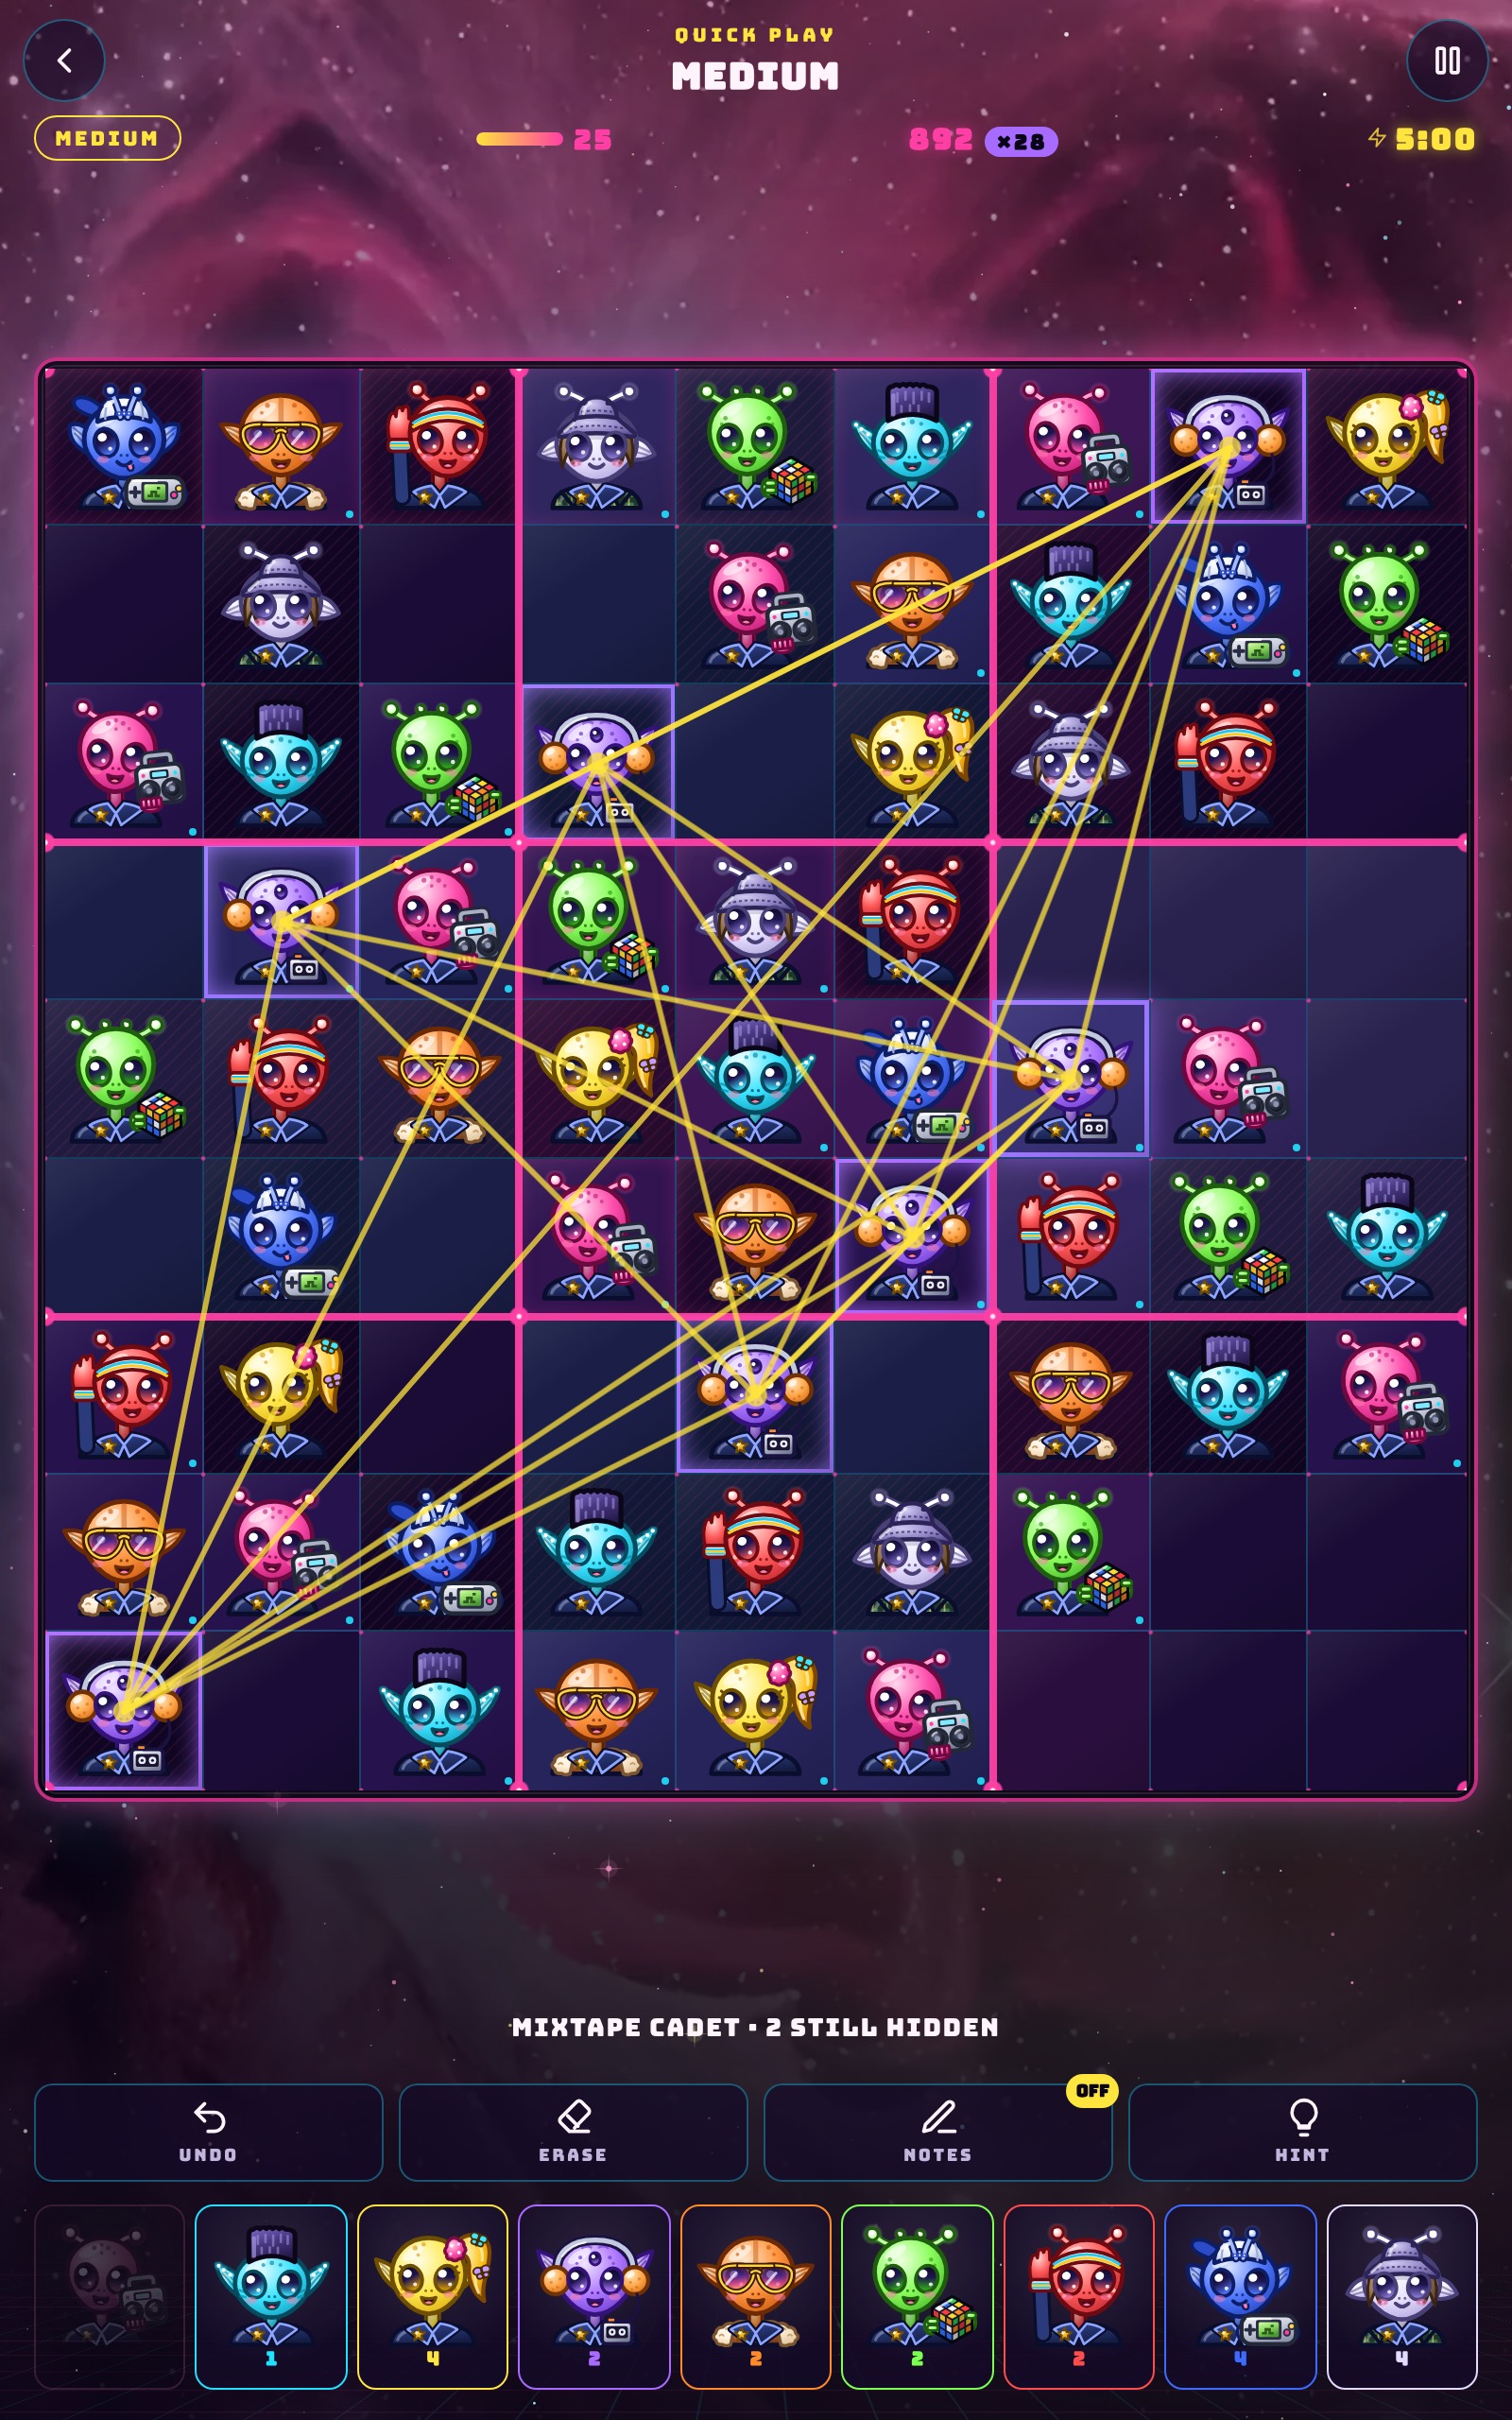 QUICK PLAY
MEDIUM
MEDIUM
25
892 ×28
5:00
MIXTAPE CADET · 2 STILL HIDDEN
UNDO
ERASE
OFF
NOTES
HINT
1
4
2
2
2
2
4
4